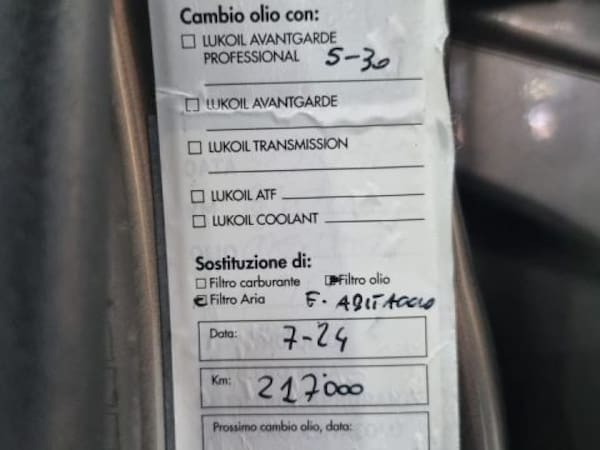 Cambio olio con:
LUKOIL AVANTGARDE
PROFESSIONAL 5-30
LUKOIL AVANTGARDE
LUKOIL TRANSMISSION
LUKOIL ATF
LUKOIL COOLANT
Sostituzione di:
Filtro carburante Filtro olio
Filtro Aria F. ABITACOLO
Data: 7-24
Km: 217000
Prossimo cambio olio, data: